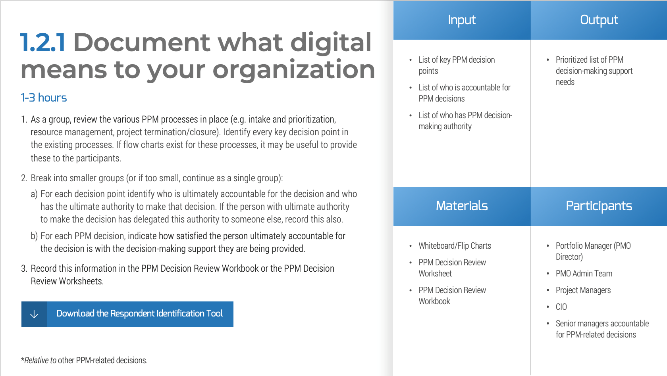 1.2.1 Document what digital
means to your organization
1-3 hours
1. As a group, review the various PPM processes in place (e.g. intake and prioritization,
resource management, project termination/closure). Identify every key decision point in
the existing processes. If flow charts exist for these processes, it may be useful to provide
these to the participants.
2. Break into smaller groups (or if too small, continue as a single group):
a) For each decision point identify who is ultimately accountable for the decision and who
has the ultimate authority to make that decision. If the person with ultimate authority
to make the decision has delegated this authority to someone else, record this also.
b) For each PPM decision, indicate how satisfied the person ultimately accountable for
the decision is with the decision-making support they are being provided.
3. Record this information in the PPM Decision Review Workbook or the PPM Decision
Review Worksheets.
Download the Respondent Identification Tool
*Relative to other PPM-related decisions.
Input
• List of key PPM decision
points
• List of who is accountable for
PPM decisions
• List of who has PPM decision-
making authority
Output
• Prioritized list of PPM
decision-making support
needs
Materials
• Whiteboard/Flip Charts
• PPM Decision Review
Worksheet
• PPM Decision Review
Workbook
Participants
• Portfolio Manager (PMO
Director)
• PMO Admin Team
• Project Managers
• CIO
• Senior managers accountable
for PPM-related decisions